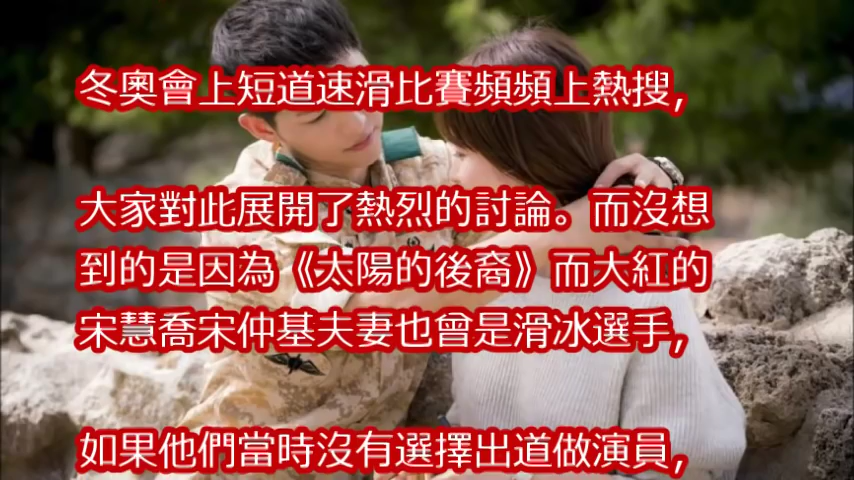 冬奧會上短道速滑比賽頻頻上熱搜，
大家對此展開了熱烈的討論。而沒想
到的是因為《太陽的後裔》而大紅的
宋慧喬宋仲基夫妻也曾是滑冰選手，
如果他們當時沒有選擇出道做演員，